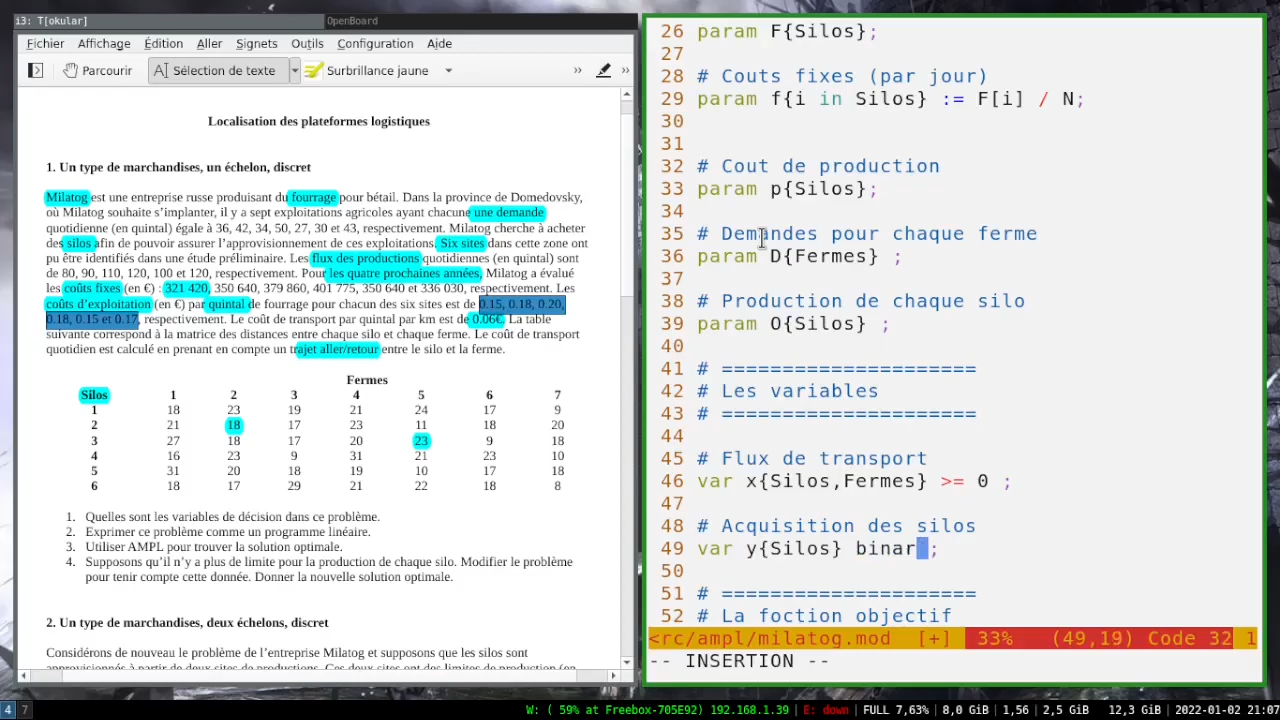 i3: T[okular]
OpenBoard
Fichier Affichage Édition Aller Signets Outils Configuration Aide
Parcourir Sélection de texte Surbrillance jaune
Localisation des plateformes logistiques
1. Un type de marchandises, un échelon, discret
Milatog est une entreprise russe produisant du fourrage pour bétail. Dans la province de Domedovsky,
où Milatog souhaite s'implanter, il y a sept exploitations agricoles ayant chacune une demande
quotidienne (en quintal) égale à 36, 42, 34, 50, 27, 30 et 43, respectivement. Milatog cherche à acheter
des silos afin de pouvoir assurer l'approvisionnement de ces exploitations. Six sites dans cette zone ont
pu être identifiés dans une étude préliminaire. Les flux des productions quotidiennes (en quintal) sont
de 80, 90, 110, 120, 100 et 120, respectivement. Pour les quatre prochaines années, Milatog a évalué
les coûts fixes (en €) : 321 420, 350 640, 379 860, 401 775, 350 640 et 336 030, respectivement. Les
coûts d'exploitation (en €) par quintal de fourrage pour chacun des six sites est de 0.15, 0.18, 0.20,
0.18, 0.15 et 0.17, respectivement. Le coût de transport par quintal par km est de 0.06€. La table
suivante correspond à la matrice des distances entre chaque silo et chaque ferme. Le coût de transport
quotidien est calculé en prenant en compte un trajet aller/retour entre le silo et la ferme.
Fermes
Silos 1 2 3 4 5 6 7
1 18 23 19 21 24 17 9
2 21 18 17 23 11 18 20
3 27 18 17 20 23 9 18
4 16 23 9 31 21 23 10
5 31 20 18 19 10 17 18
6 18 17 29 21 22 18 8
1. Quelles sont les variables de décision dans ce problème.
2. Exprimer ce problème comme un programme linéaire.
3. Utiliser AMPL pour trouver la solution optimale.
4. Supposons qu'il n'y a plus de limite pour la production de chaque silo. Modifier le problème
pour tenir compte cette donnée. Donner la nouvelle solution optimale.
2. Un type de marchandises, deux échelons, discret
Considérons de nouveau le problème de l'entreprise Milatog et supposons que les silos sont
approvisionnés à partir de deux sites de productions. Ces deux sites ont des limites de production (en
26 param F{Silos};
27
28 # Couts fixes (par jour)
29 param f{i in Silos} := F[i] / N;
30
31
32 # Cout de production
33 param p{Silos};
34
35 # Demandes pour chaque ferme
36 param D{Fermes} ;
37
38 # Production de chaque silo
39 param O{Silos} ;
40
41 # =====================
42 # Les variables
43 # =====================
44
45 # Flux de transport
46 var x{Silos,Fermes} >= 0 ;
47
48 # Acquisition des silos
49 var y{Silos} binar ;
50
51 # =====================
52 # La foction objectif
<rc/ampl/milatog.mod [+] 33% (49,19) Code 32 1
-- INSERTION --
4 7 W: ( 59% at Freebox-705E92) 192.168.1.39 | E: down | FULL 7,63% | 8,0 GiB | 1,56 | 2,5 GiB | 12,3 GiB | 2022-01-02 21:07